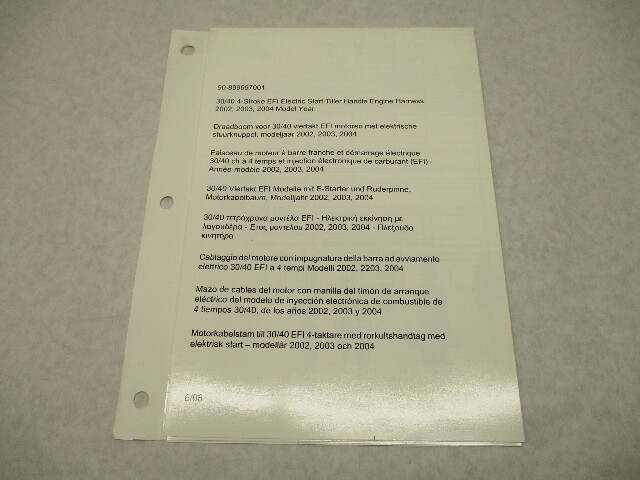 90-899697001
30/40 4-Stroke EFI Electric Start Tiller Handle Engine Harness
2002, 2003, 2004 Model Year
Draadboom voor 30/40 viertakt EFI motoren met elektrische
stuurknuppel, modeljaar 2002, 2003, 2004
Faisceau de moteur à barre franche et démarrage électrique
30/40 ch à 4 temps et injection électronique de carburant (EFI) -
Année-modèle 2002, 2003, 2004
30/40 Viertakt EFI Modelle mit E-Starter und Ruderpinne,
Motorkabelbaum, Modelljahr 2002, 2003, 2004
30/40 τετράχρονα μοντέλα EFI - Ηλεκτρική εκκίνηση με
λαγουδέρα - Ετος μοντέλου 2002, 2003, 2004 - Πλεξούδα
κινητήρα
Cablaggio del motore con impugnatura della barra ad avviamento
elettrico 30/40 EFI a 4 tempi Modelli 2002, 2203, 2004
Mazo de cables del motor con manilla del timón de arranque
eléctrico del modelo de inyección electrónica de combustible de
4 tiempos 30/40, de los años 2002, 2003 y 2004
Motorkabelstam till 30/40 EFI 4-taktare med rorkultshandtag med
elektrisk start – modellår 2002, 2003 och 2004
6/06